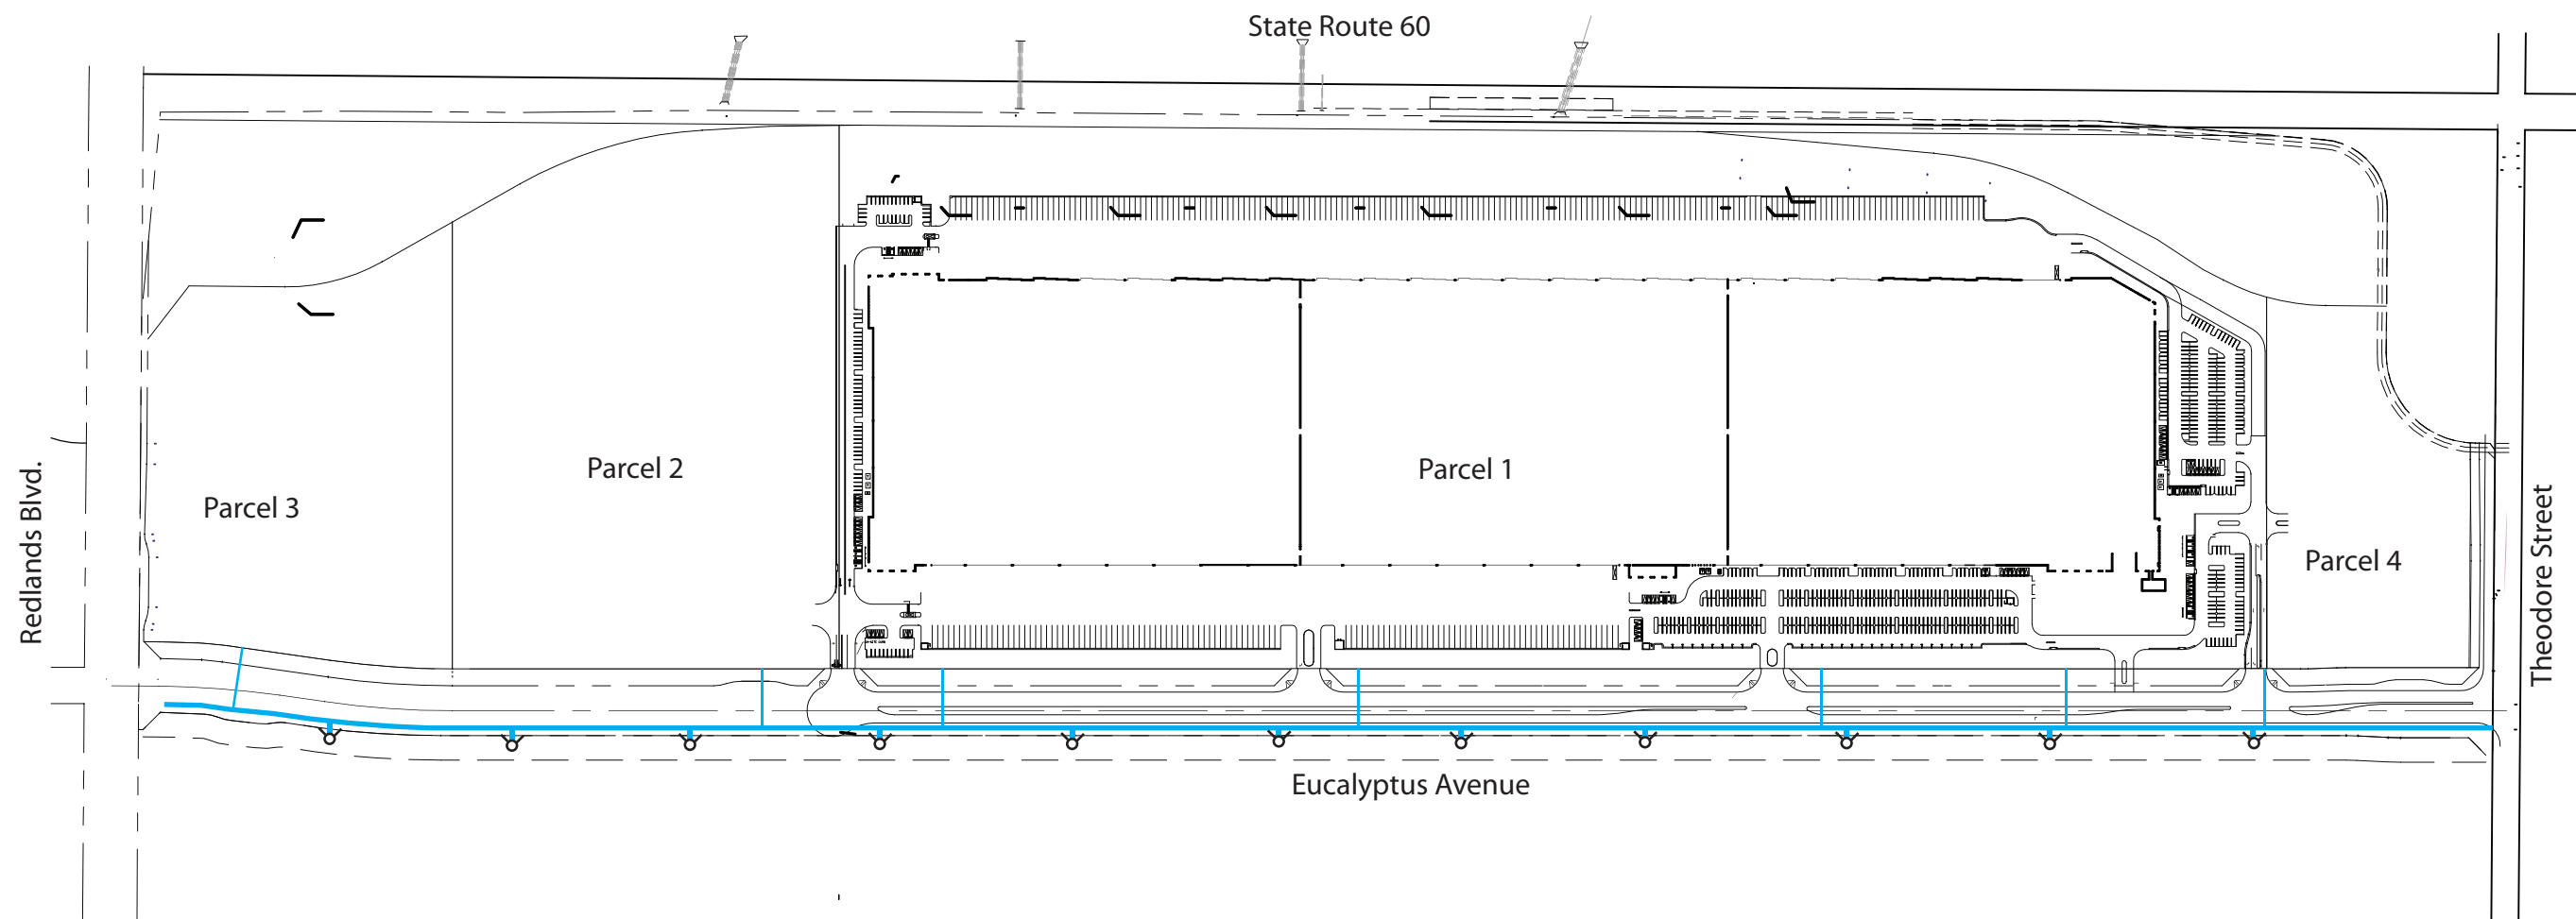 State Route 60
Redlands Blvd.
Parcel 3
Parcel 2
Parcel 1
Parcel 4
Theodore Street
Eucalyptus Avenue